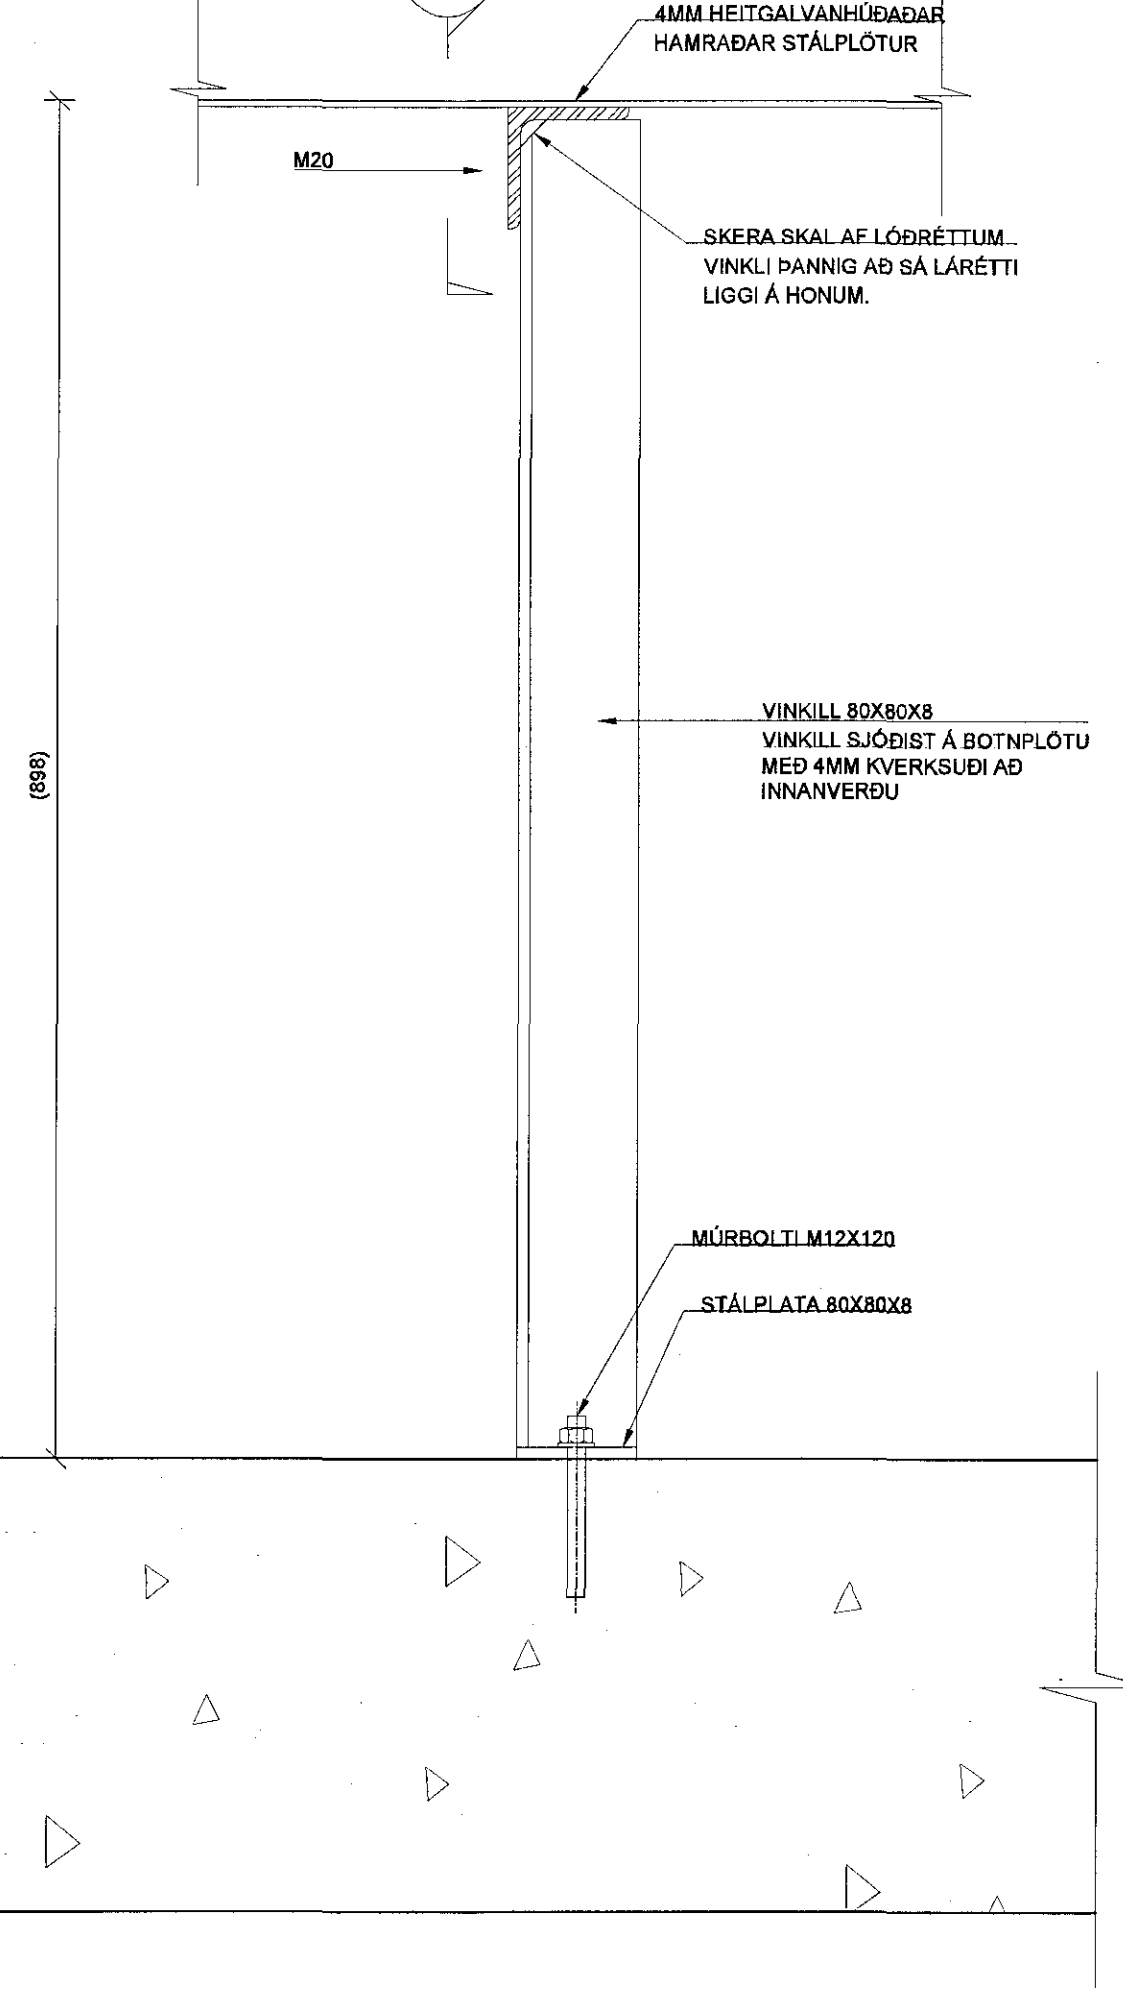 4MM HEITGALVANHÚÐAÐAR
HAMRAÐAR STÁLPLÖTUR
M20
SKERA SKAL AF LÓÐRÉTTUM
VINKLI ÞANNIG AÐ SÁ LÁRÉTTI
LIGGI Á HONUM.
VINKILL 80X80X8
VINKILL SJÓÐIST Á BOTNPLÖTU
MEÐ 4MM KVERKSUÐI AÐ
INNANVERÐU
(898)
MÚRBOLTI M12X120
STÁLPLATA 80X80X8